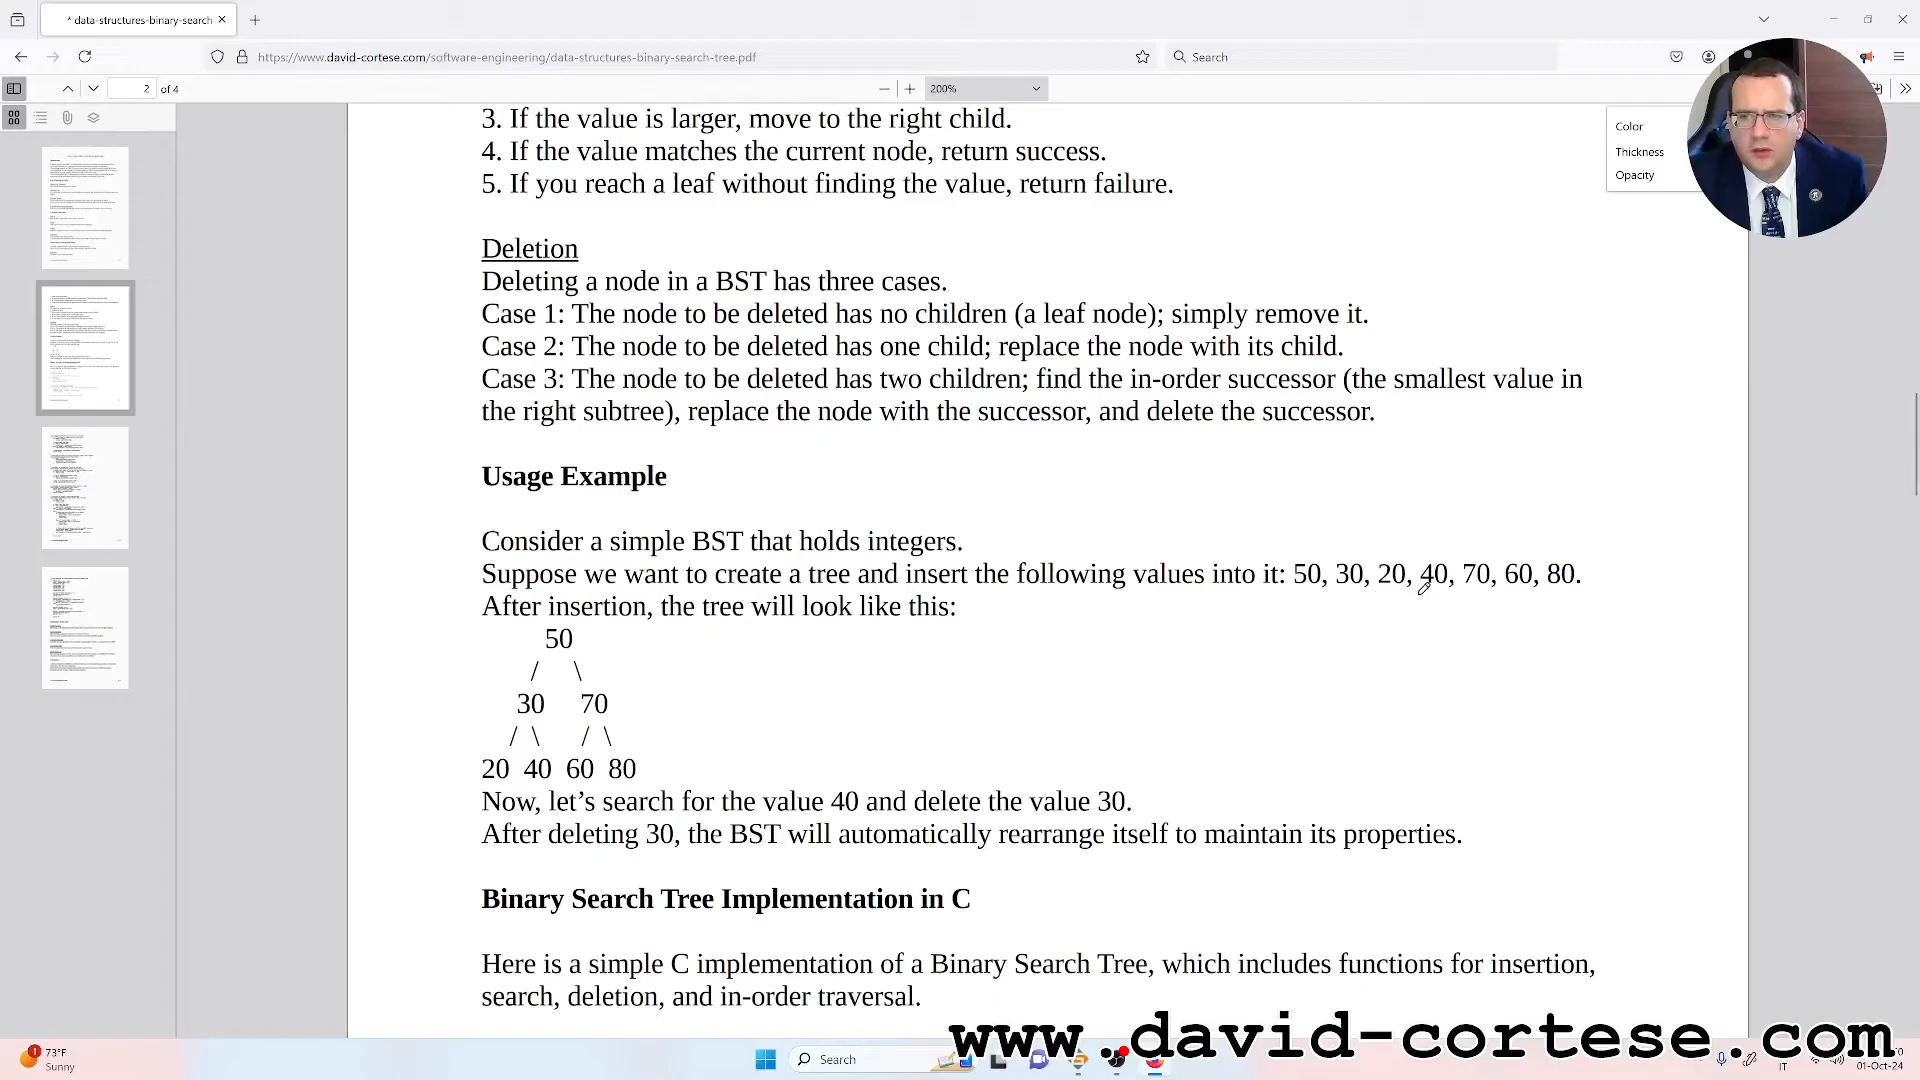 * data-structures-binary-search
https://www.david-cortese.com/software-engineering/data-structures-binary-search-tree.pdf
Search
2 of 4
200%
Color
Thickness
Opacity
3. If the value is larger, move to the right child.
4. If the value matches the current node, return success.
5. If you reach a leaf without finding the value, return failure.
Deletion
Deleting a node in a BST has three cases.
Case 1: The node to be deleted has no children (a leaf node); simply remove it.
Case 2: The node to be deleted has one child; replace the node with its child.
Case 3: The node to be deleted has two children; find the in-order successor (the smallest value in
the right subtree), replace the node with the successor, and delete the successor.
Usage Example
Consider a simple BST that holds integers.
Suppose we want to create a tree and insert the following values into it: 50, 30, 20, 40, 70, 60, 80.
After insertion, the tree will look like this:
50
/ \
30 70
/ \ / \
20 40 60 80
Now, let’s search for the value 40 and delete the value 30.
After deleting 30, the BST will automatically rearrange itself to maintain its properties.
Binary Search Tree Implementation in C
Here is a simple C implementation of a Binary Search Tree, which includes functions for insertion,
search, deletion, and in-order traversal.
www.david-cortese.com
1
73°F
Sunny
Search
IT
01-Oct-24